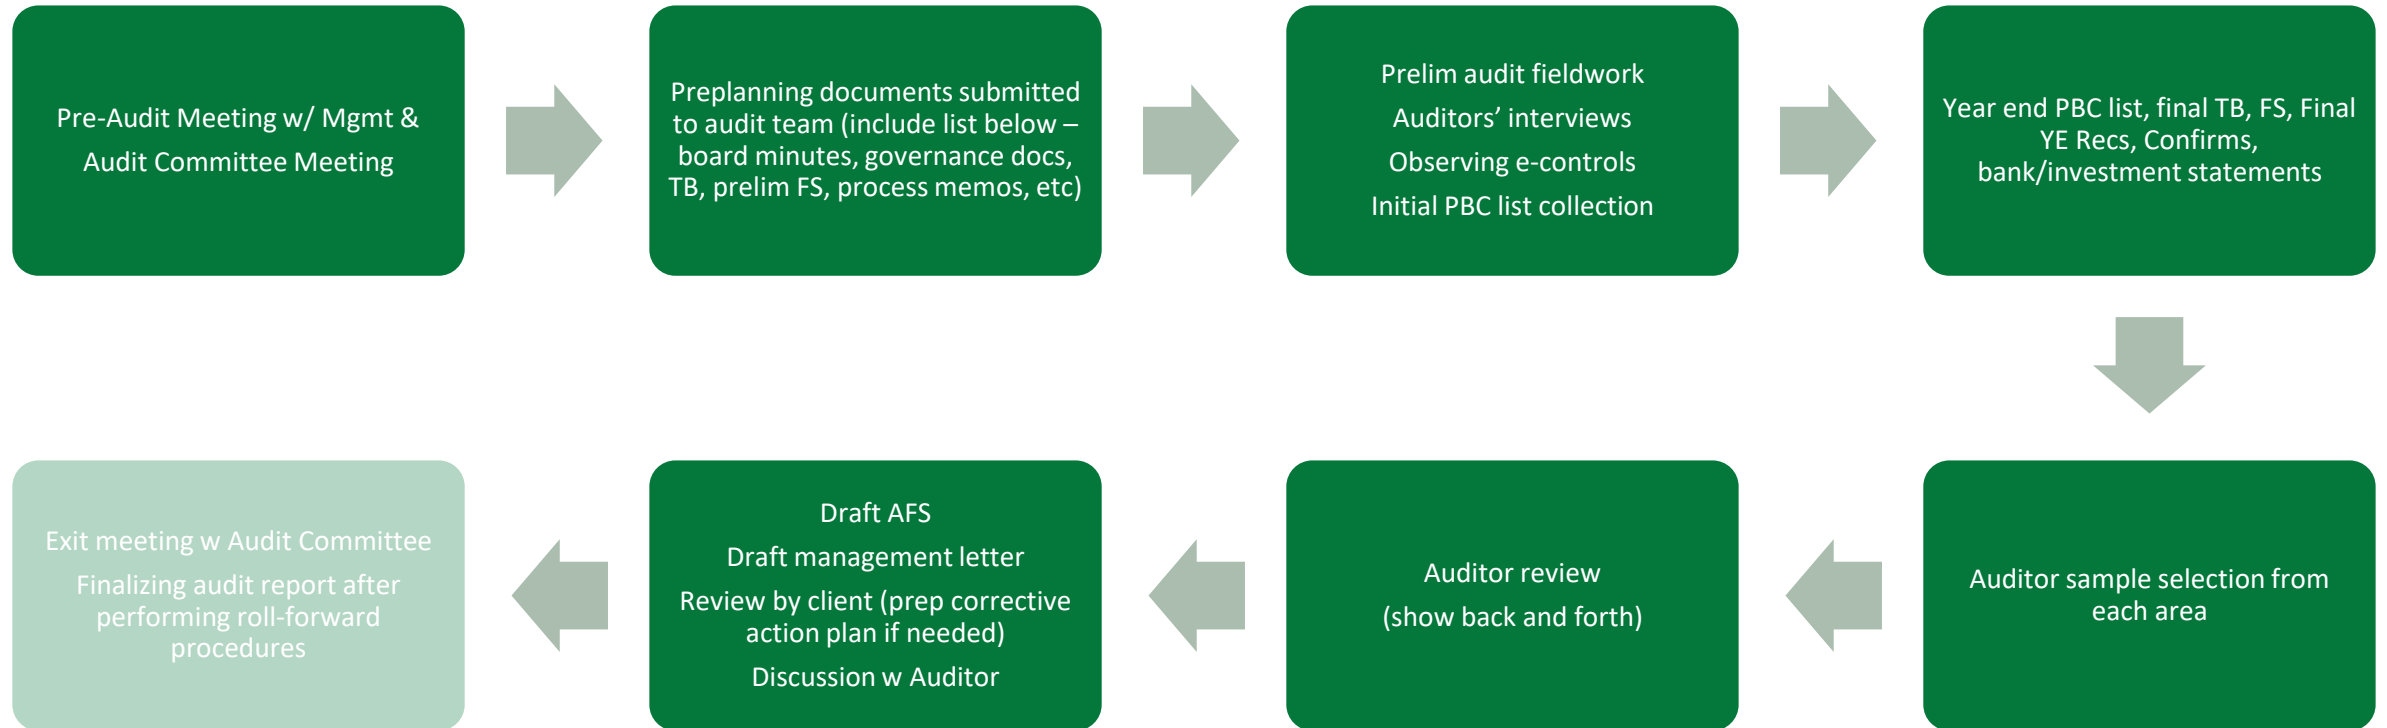 Pre-Audit Meeting w/ Mgmt &
Audit Committee Meeting
Preplanning documents submitted
to audit team (include list below –
board minutes, governance docs,
TB, prelim FS, process memos, etc)
Prelim audit fieldwork
Auditors’ interviews
Observing e-controls
Initial PBC list collection
Year end PBC list, final TB, FS, Final
YE Recs, Confirms,
bank/investment statements
Auditor sample selection from
each area
Auditor review
(show back and forth)
Draft AFS
Draft management letter
Review by client (prep corrective
action plan if needed)
Discussion w Auditor
Exit meeting w Audit Committee
Finalizing audit report after
performing roll-forward
procedures